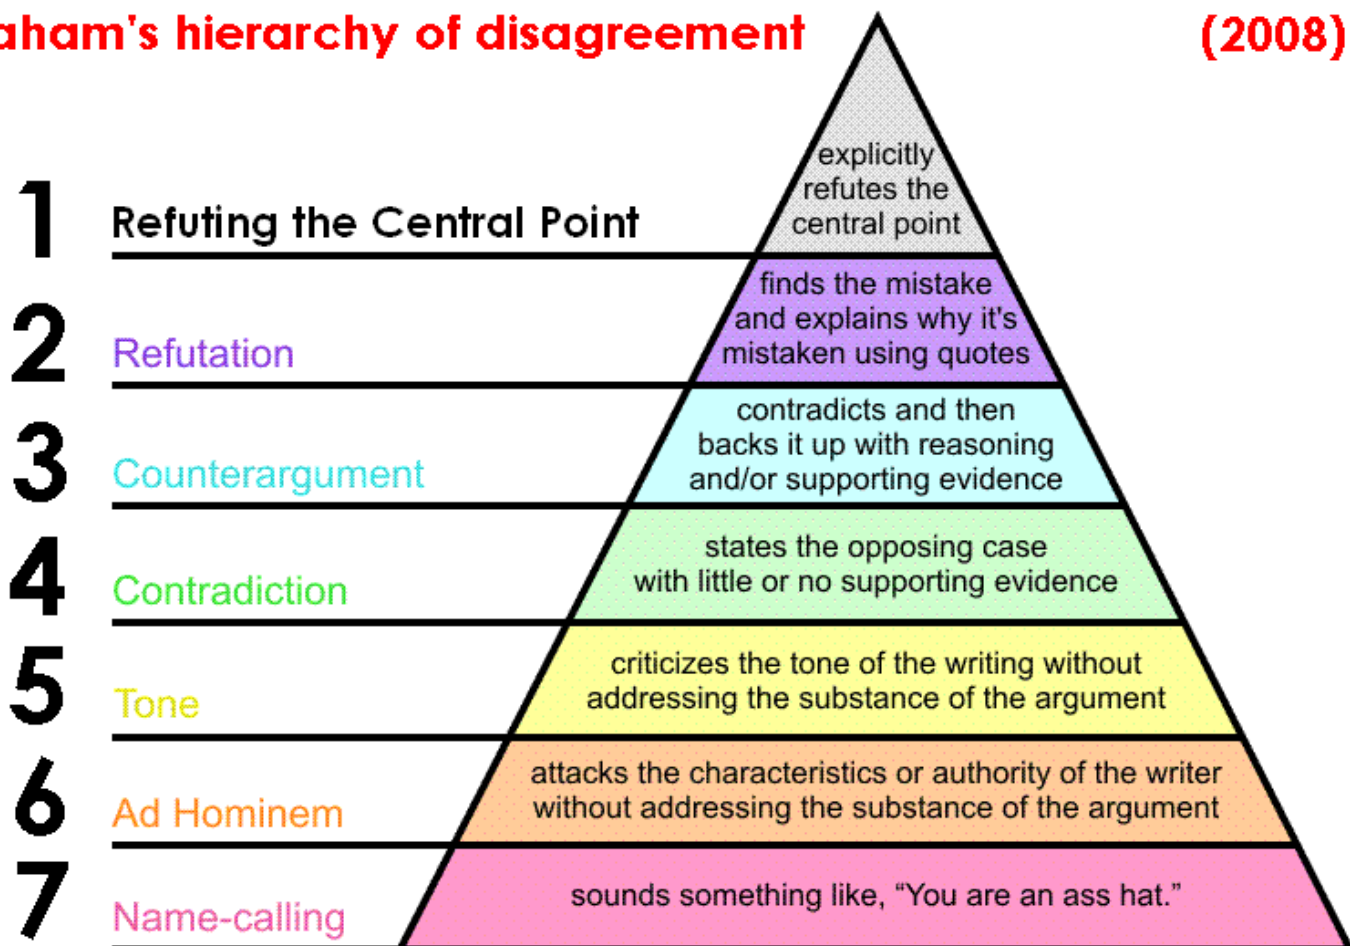 aham's hierarchy of disagreement (2008)
explicitly
refutes the
central point
1 Refuting the Central Point
finds the mistake
and explains why it's
mistaken using quotes
2 Refutation
contradicts and then
backs it up with reasoning
and/or supporting evidence
3 Counterargument
states the opposing case
with little or no supporting evidence
4 Contradiction
criticizes the tone of the writing without
addressing the substance of the argument
5 Tone
attacks the characteristics or authority of the writer
without addressing the substance of the argument
6 Ad Hominem
sounds something like, “You are an ass hat.”
7 Name-calling